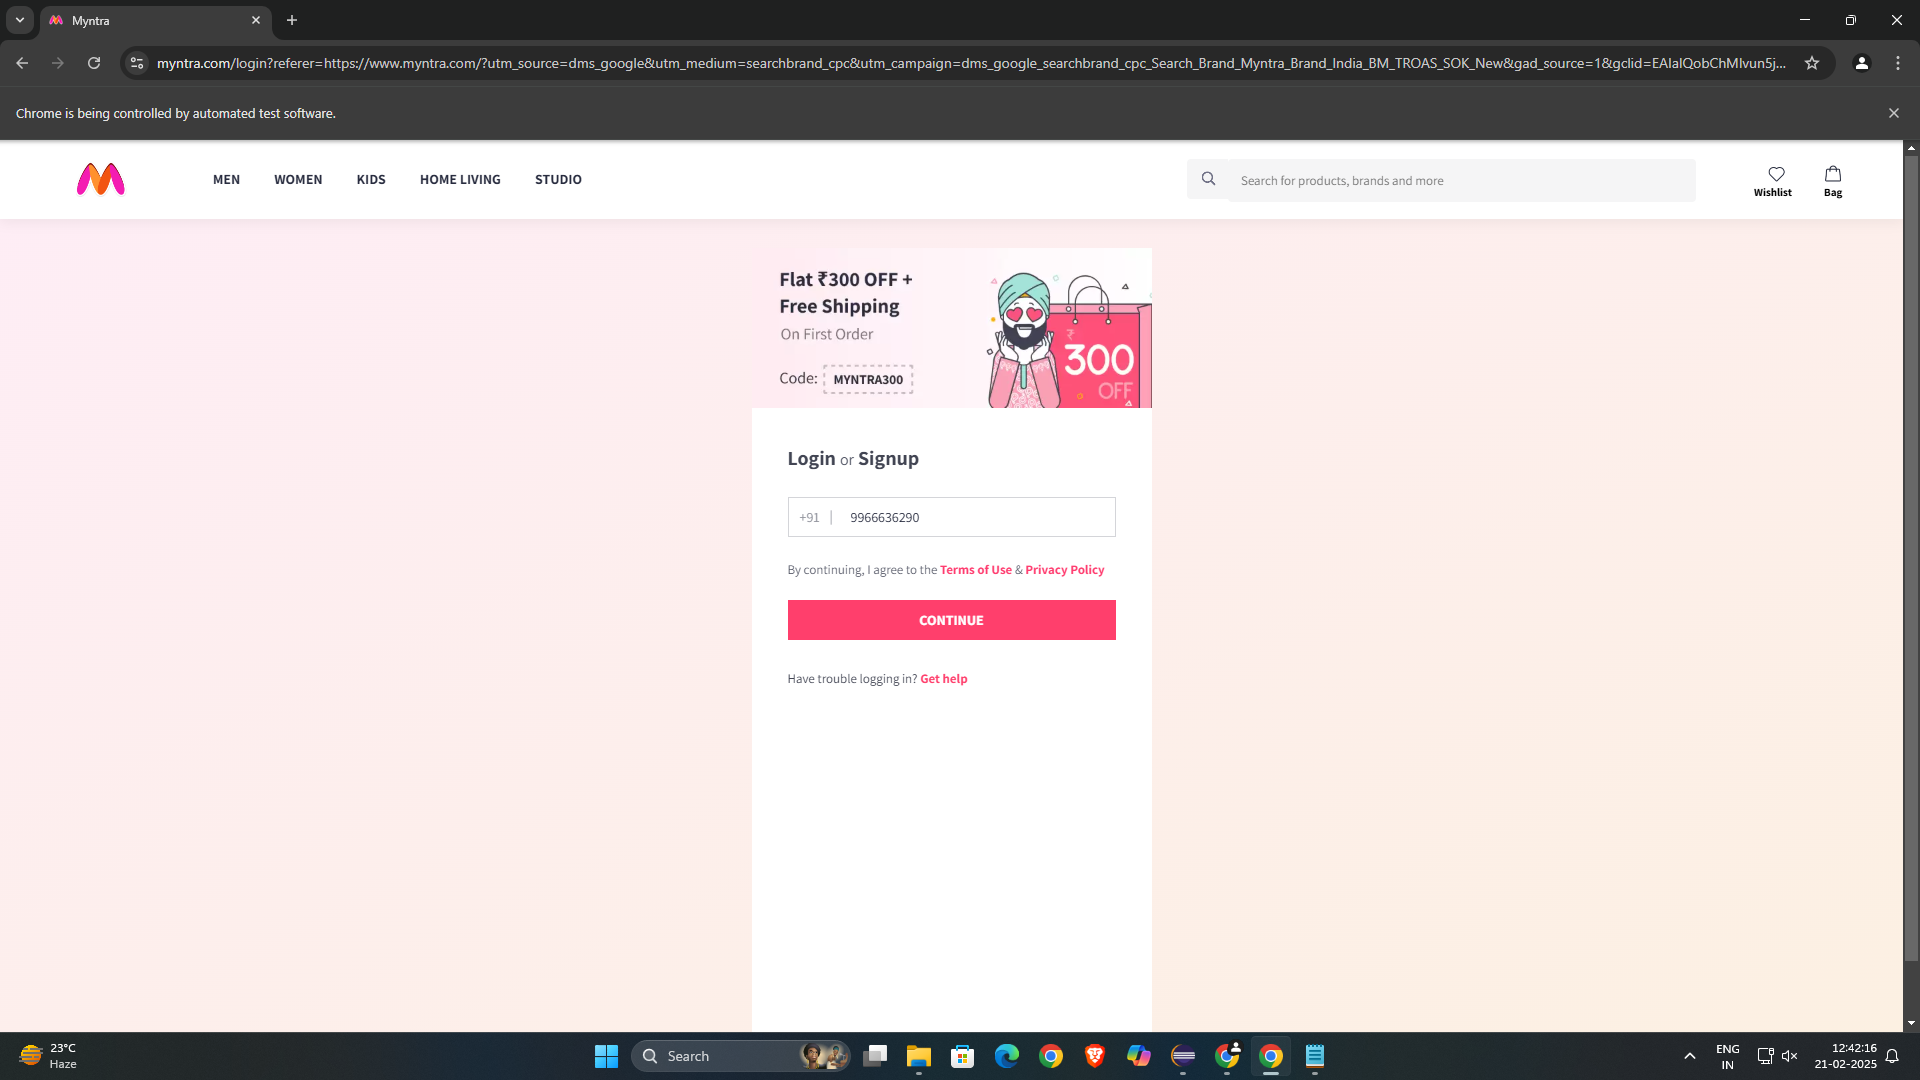 Myntra
myntra.com/login?referer=https://www.myntra.com/?utm_source=dms_google&utm_medium=searchbrand_cpc&utm_campaign=dms_google_searchbrand_cpc_Search_Brand_Myntra_Brand_India_BM_TROAS_SOK_New&gad_source=1&gclid=EAIaIQobChMIvun5j...
Chrome is being controlled by automated test software.
MEN WOMEN KIDS HOME LIVING STUDIO Search for products, brands and more Wishlist Bag
Flat ₹300 OFF +
Free Shipping
On First Order
Code: MYNTRA300
₹
300
OFF
Login or Signup
+91 | 9966636290
By continuing, I agree to the Terms of Use & Privacy Policy
CONTINUE
Have trouble logging in? Get help
23°C
Haze
Search
ENG
IN
12:42:16
21-02-2025